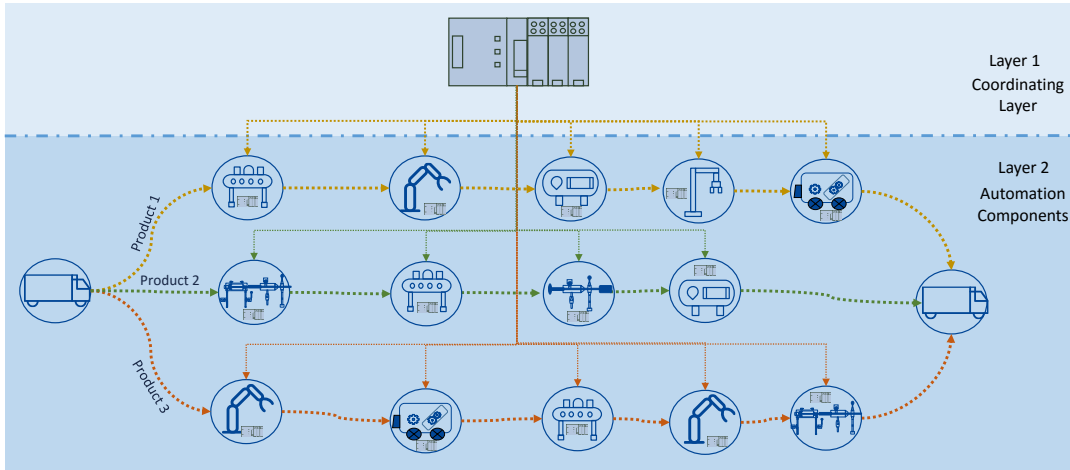 Layer 1
Coordinating
Layer
Layer 2
Automation
Components
Product 1
Product 2
Product 3